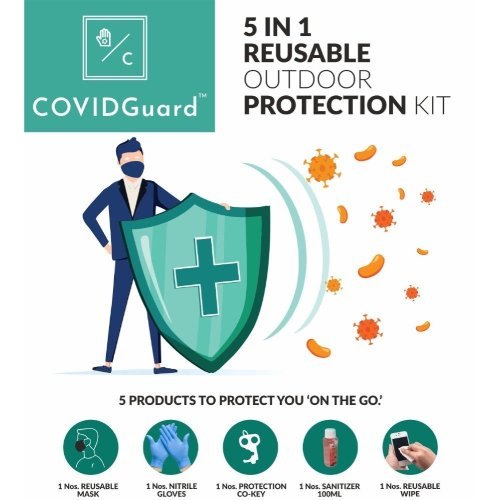 /C
COVIDGuard™
5 IN 1
REUSABLE
OUTDOOR
PROTECTION KIT
5 PRODUCTS TO PROTECT YOU ‘ON THE GO.’
1 Nos. REUSABLE
MASK
1 Nos. NITRILE
GLOVES
1 Nos. PROTECTION
CO-KEY
1 Nos. SANITIZER
100ML
1 Nos. REUSABLE
WIPE